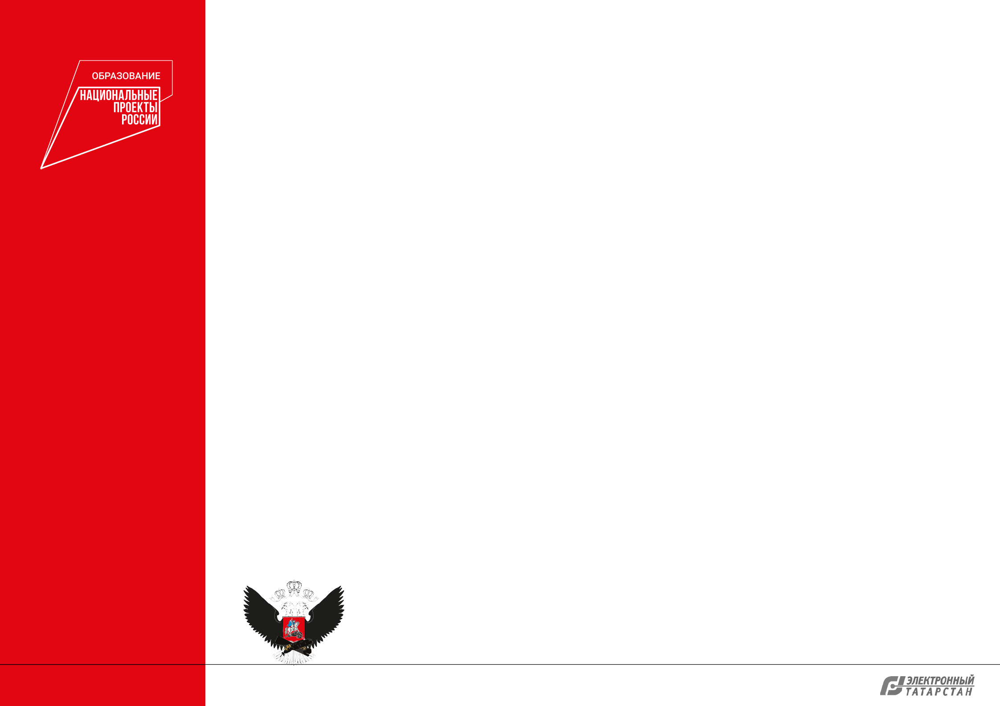 ОБРАЗОВАНИЕ
НАЦИОНАЛЬНЫЕ
ПРОЕКТЫ
РОССИИ
ЭЛЕКТРОННЫЙ
ТАТАРСТАН